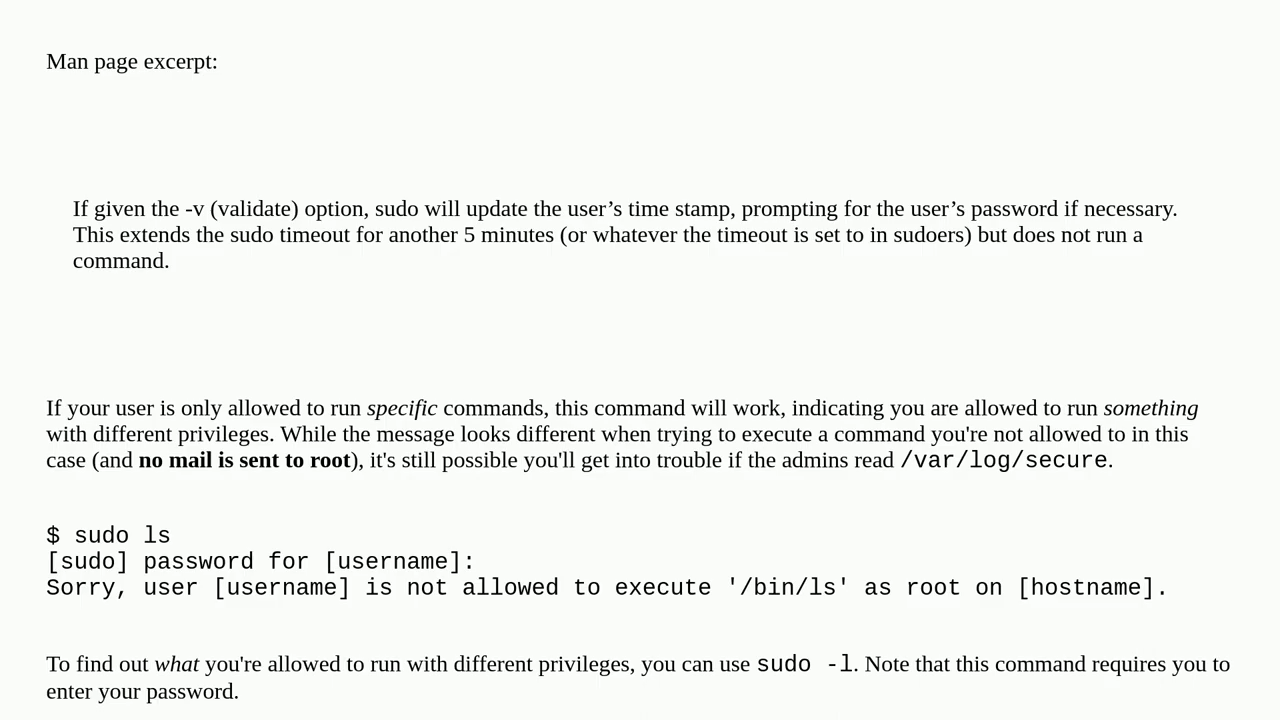 Man page excerpt:
If given the -v (validate) option, sudo will update the user’s time stamp, prompting for the user’s password if necessary.
This extends the sudo timeout for another 5 minutes (or whatever the timeout is set to in sudoers) but does not run a
command.
If your user is only allowed to run specific commands, this command will work, indicating you are allowed to run something
with different privileges. While the message looks different when trying to execute a command you're not allowed to in this
case (and no mail is sent to root), it's still possible you'll get into trouble if the admins read /var/log/secure.
$ sudo ls
[sudo] password for [username]:
Sorry, user [username] is not allowed to execute '/bin/ls' as root on [hostname].
To find out what you're allowed to run with different privileges, you can use sudo -l. Note that this command requires you to
enter your password.